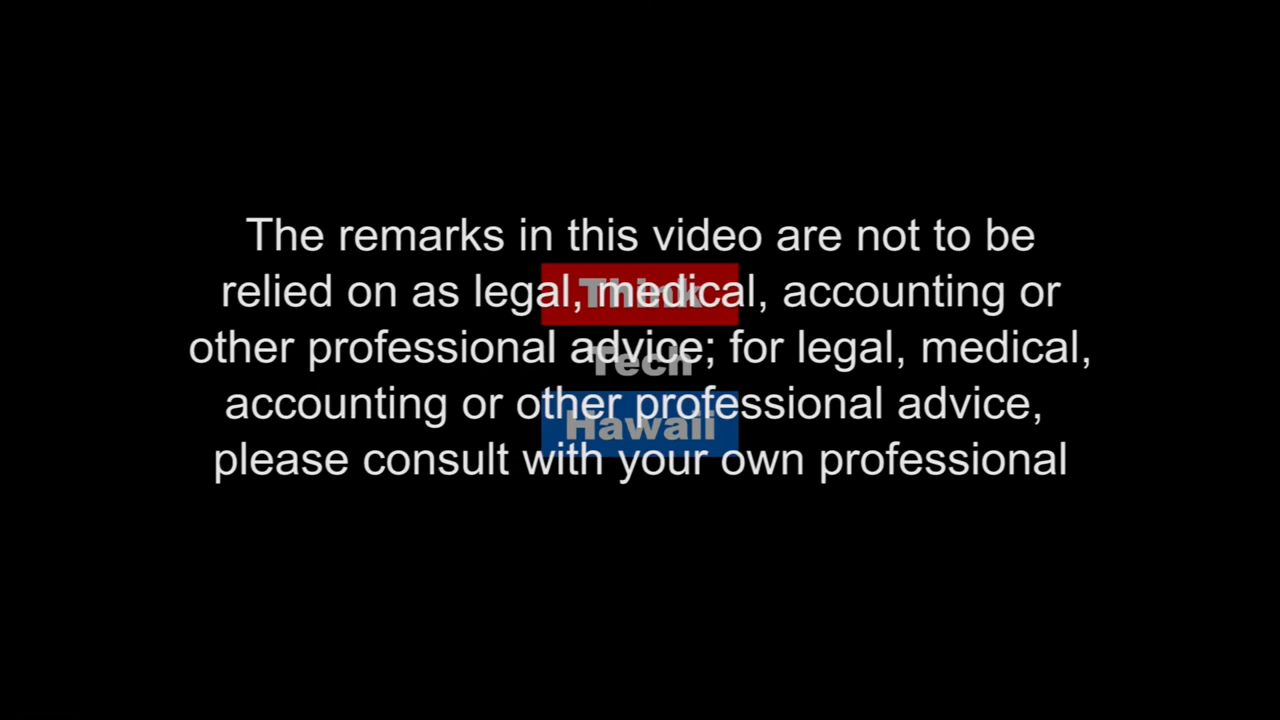 The remarks in this video are not to be
relied on as legal, medical, accounting or
other professional advice; for legal, medical,
accounting or other professional advice,
please consult with your own professional
Think
Tech
Hawaii